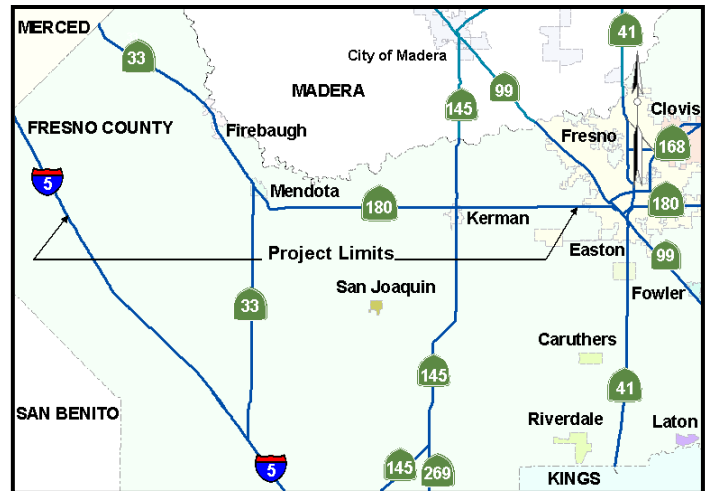 MERCED
COUNTY
33
City of Madera
41
MADERA
145
99
Clovis
FRESNO COUNTY
Firebaugh
Fresno
168
5
Mendota
180
Kerman
180
Project Limits
Easton
99
San Joaquin
Fowler
33
Caruthers
145
41
SAN BENITO
Riverdale
Laton
5
145
269
KINGS